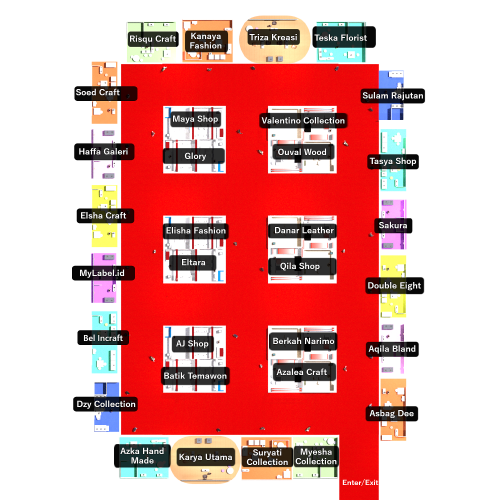 Risqu Craft
Kanaya
Fashion
Triza Kreasi
Teska Florist
Soed Craft
Sulam Rajutan
Maya Shop
Valentino Collection
Haffa Galeri
Glory
Ouval Wood
Tasya Shop
Elsha Craft
Elisha Fashion
Danar Leather
Sakura
MyLabel.id
Eltara
Qila Shop
Double Eight
Bel Incraft
AJ Shop
Berkah Narimo
Aqila Bland
Batik Temawon
Azalea Craft
Dzy Collection
Asbag Dee
Azka Hand
Made
Karya Utama
Suryati
Collection
Myesha
Collection
Enter/Exit